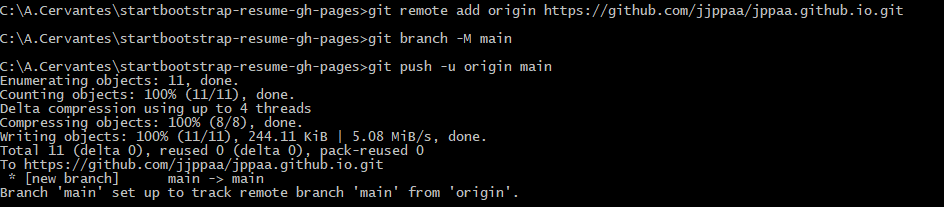 C:\A.Cervantes\startbootstrap-resume-gh-pages>git remote add origin https://github.com/jjppaa/jppaa.github.io.git
C:\A.Cervantes\startbootstrap-resume-gh-pages>git branch -M main
C:\A.Cervantes\startbootstrap-resume-gh-pages>git push -u origin main
Enumerating objects: 11, done.
Counting objects: 100% (11/11), done.
Delta compression using up to 4 threads
Compressing objects: 100% (8/8), done.
Writing objects: 100% (11/11), 244.11 KiB | 5.08 MiB/s, done.
Total 11 (delta 0), reused 0 (delta 0), pack-reused 0
To https://github.com/jjppaa/jppaa.github.io.git
 * [new branch]      main -> main
Branch 'main' set up to track remote branch 'main' from 'origin'.